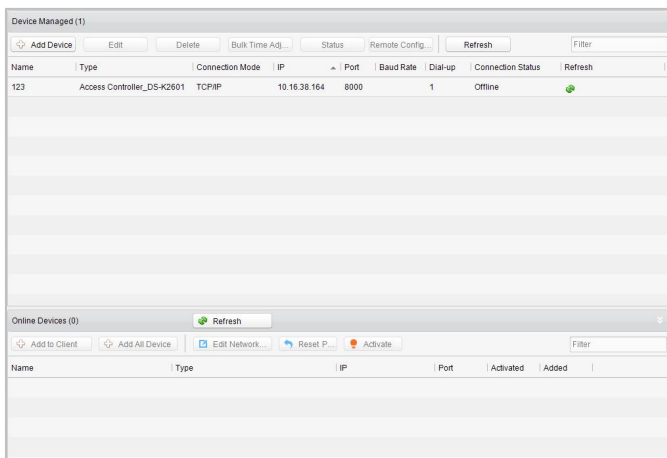 Device Managed (1)
Add Device Edit Delete Bulk Time Adj... Status Remote Config... Refresh Filter
Name Type Connection Mode IP Port Baud Rate Dial-up Connection Status Refresh
123 Access Controller_DS-K2601 TCP/IP 10.16.38.164 8000 1 Offline
Online Devices (0) Refresh
Add to Client Add All Device Edit Network... Reset P... Activate Filter
Name Type IP Port Activated Added